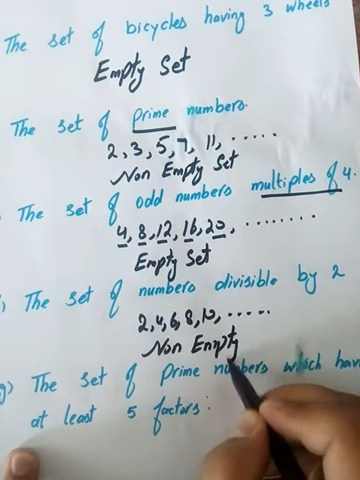 The set of bicycles having 3 wheels
Empty Set
The set of Prime numbers.
2, 3, 5, 7, 11, .....
Non Empty Set
The set of odd numbers multiples of 4.
4, 8, 12, 16, 20, ........
Empty Set
The set of numbers divisible by 2
2, 4, 6, 8, 10, .....
Non Empty
g) The set of Prime numbers which hav
at least 5 factors.